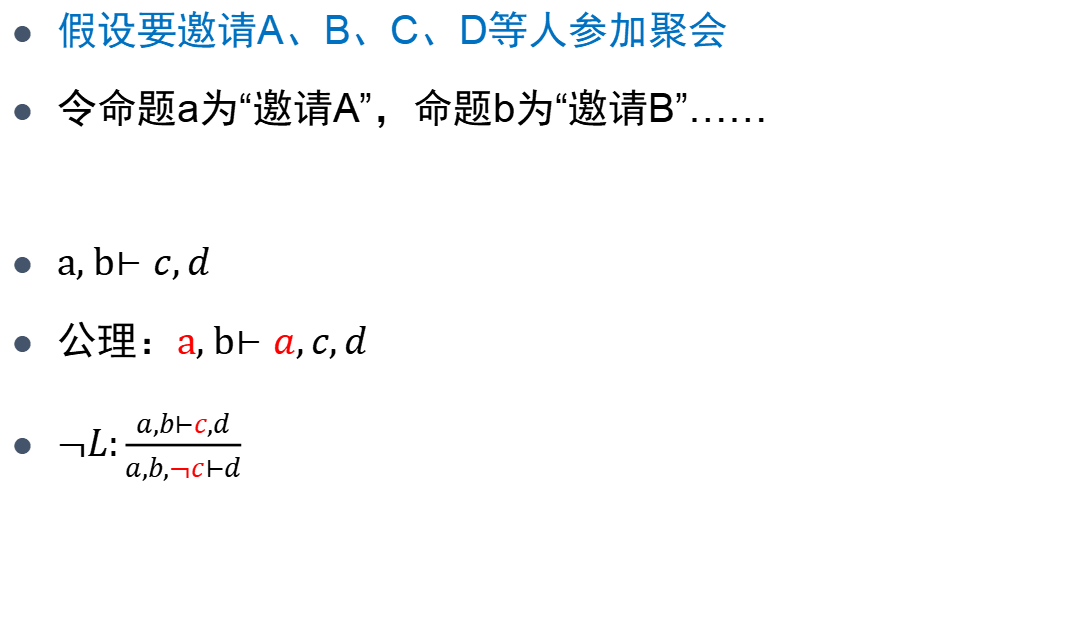 ● 假设要邀请A、B、C、D等人参加聚会
● 令命题a为“邀请A”，命题b为“邀请B”……
● a, b⊢ c, d
● 公理：a, b⊢ a, c, d
● ¬L: a,b⊢c,d
a,b,¬c⊢d